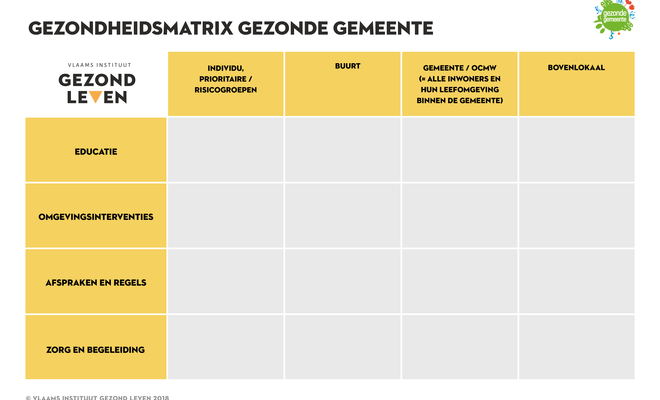 GEZONDHEIDSMATRIX GEZONDE GEMEENTE
gezonde
gemeente
VLAAMS INSTITUUT
GEZOND
LEVEN
INDIVIDU,
PRIORITAIRE /
RISICOGROEPEN
BUURT
GEMEENTE / OCMW
(= ALLE INWONERS EN
HUN LEEFOMGEVING
BINNEN DE GEMEENTE)
BOVENLOKAAL
EDUCATIE
OMGEVINGSINTERVENTIES
AFSPRAKEN EN REGELS
ZORG EN BEGELEIDING
© VLAAMS INSTITUUT GEZOND LEVEN 2018